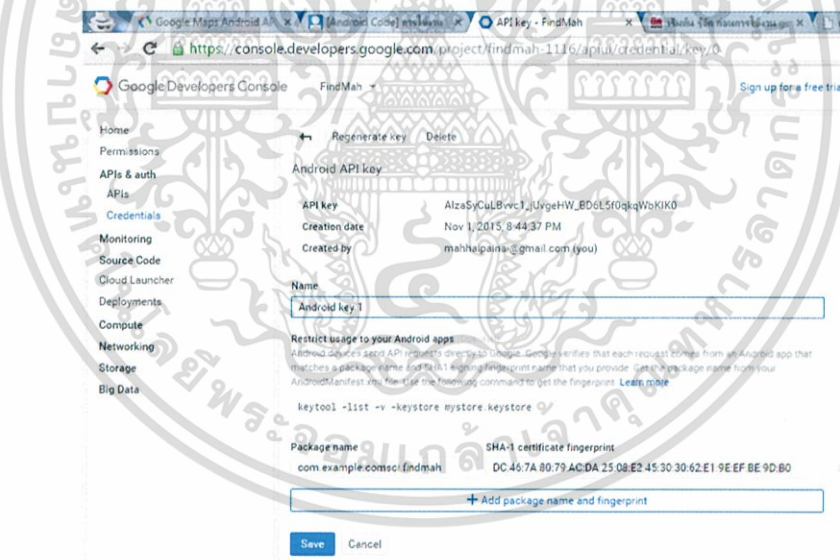 Google Maps Android AP
[Android Code]
API key - FindMah
https://console.developers.google.com/project/findmah-1116/apiui/credential/key/0
Google Developers Console
FindMah
Sign up for a free tria
Home
Permissions
APIs & auth
APIs
Credentials
Monitoring
Source Code
Cloud Launcher
Deployments
Compute
Networking
Storage
Big Data
Regenerate key Delete
Android API key
API key
Creation date Nov 1, 2015, 8:44:37 PM
Created by
Name
Android key 1
Restrict usage to your Android apps
Android devices send API requests directly to Google. Google verifies that each request comes from an Android app that
matches a package name and SHA1 signing fingerprint name that you provide. Get the package name from your
AndroidManifest.xml file. Use the following command to get the fingerprint. Learn more
keytool -list -v -keystore mystore.keystore
Package name SHA-1 certificate fingerprint
com.example.comsci.findmah DC:46:7A:80:79:AC:DA:25:08:E2:45:30:30:62:E1:9E:EF:BE:9D:B0
+ Add package name and fingerprint
Save Cancel